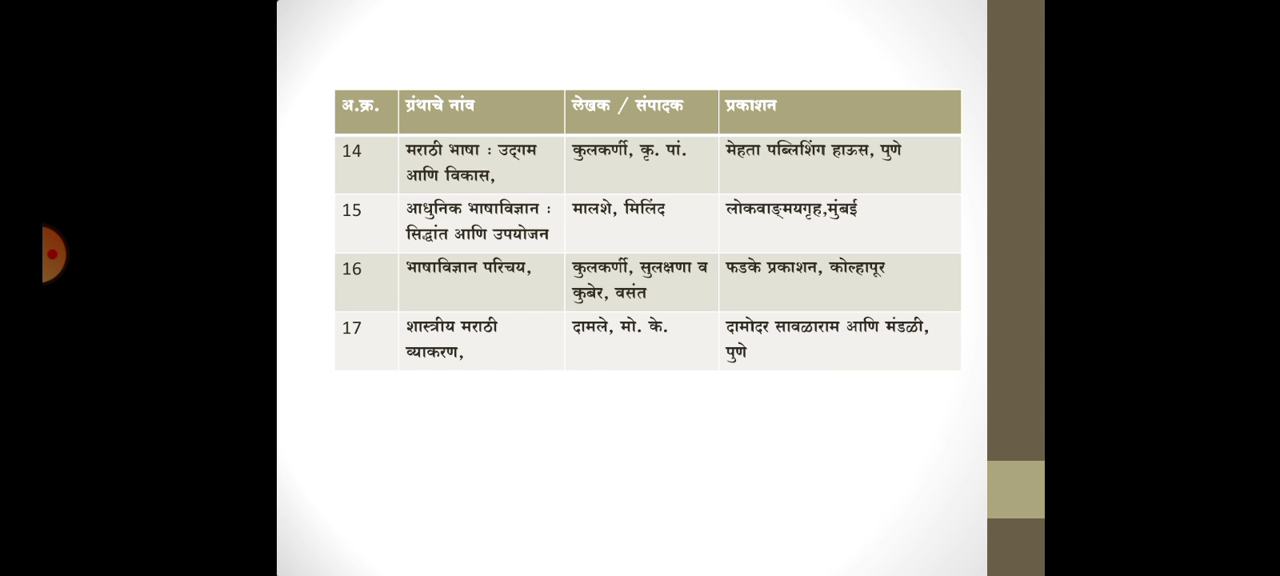 अ.क्र. ग्रंथाचे नांव लेखक / संपादक प्रकाशन
14 मराठी भाषा : उद्‌गम कुलकर्णी, कृ. पां. मेहता पब्लिशिंग हाऊस, पुणे
आणि विकास,
15 आधुनिक भाषाविज्ञान : मालशे, मिलिंद लोकवाङ्‌मयगृह,मुंबई
सिद्धांत आणि उपयोजन
16 भाषाविज्ञान परिचय, कुलकर्णी, सुलक्षणा व फडके प्रकाशन, कोल्हापूर
कुबेर, वसंत
17 शास्त्रीय मराठी दामले, मो. के. दामोदर सावळाराम आणि मंडळी,
व्याकरण, पुणे